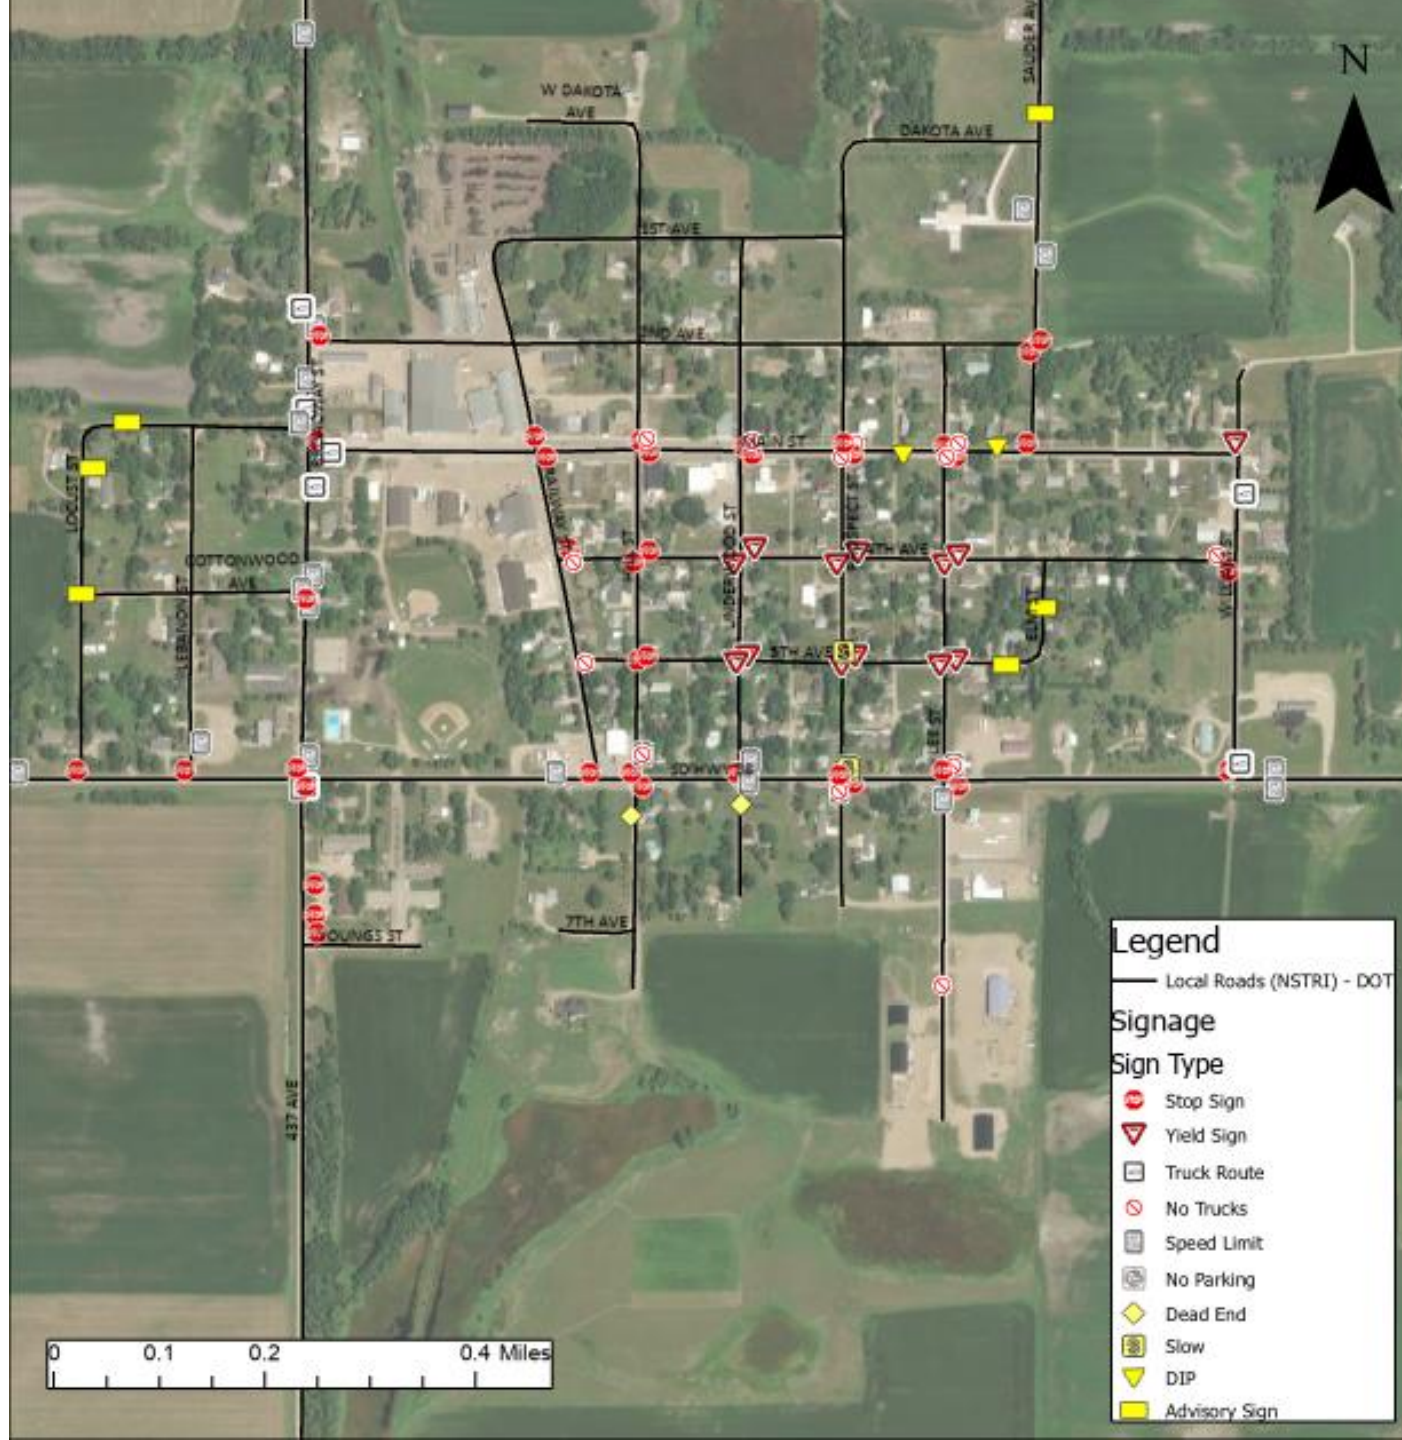 SAUDER AV
N
W DAKOTA
AVE
DAKOTA AVE
1ST AVE
2ND AVE
MAIN ST
LOCUST ST
COTTONWOOD
AVE
LEBANON ST
4TH AVE
5TH AVE
LEE ST
7TH AVE
YOUNGS ST
437 AVE
Legend
Local Roads (NSTRI) - DOT
Signage
Sign Type
Stop Sign
Yield Sign
Truck Route
No Trucks
Speed Limit
No Parking
Dead End
Slow
DIP
Advisory Sign
0 0.1 0.2 0.4 Miles